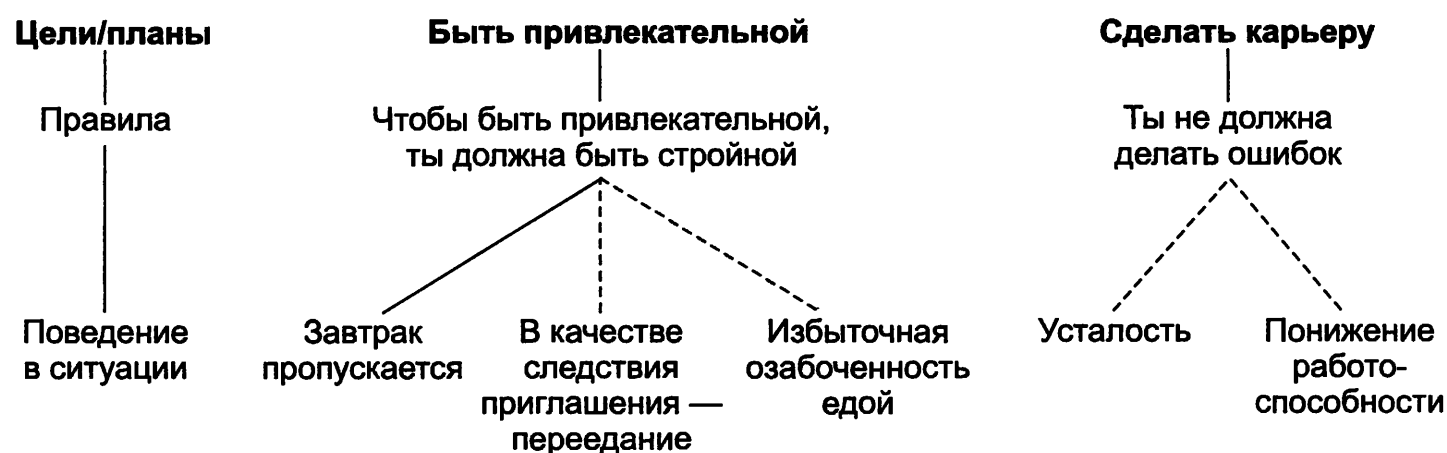 Цели/планы
Быть привлекательной
Сделать карьеру
Правила
Чтобы быть привлекательной,
ты должна быть стройной
Ты не должна
делать ошибок
Поведение
в ситуации
Завтрак
пропускается
В качестве
следствия
приглашения —
переедание
Избыточная
озабоченность
едой
Усталость
Понижение
работо-
способности